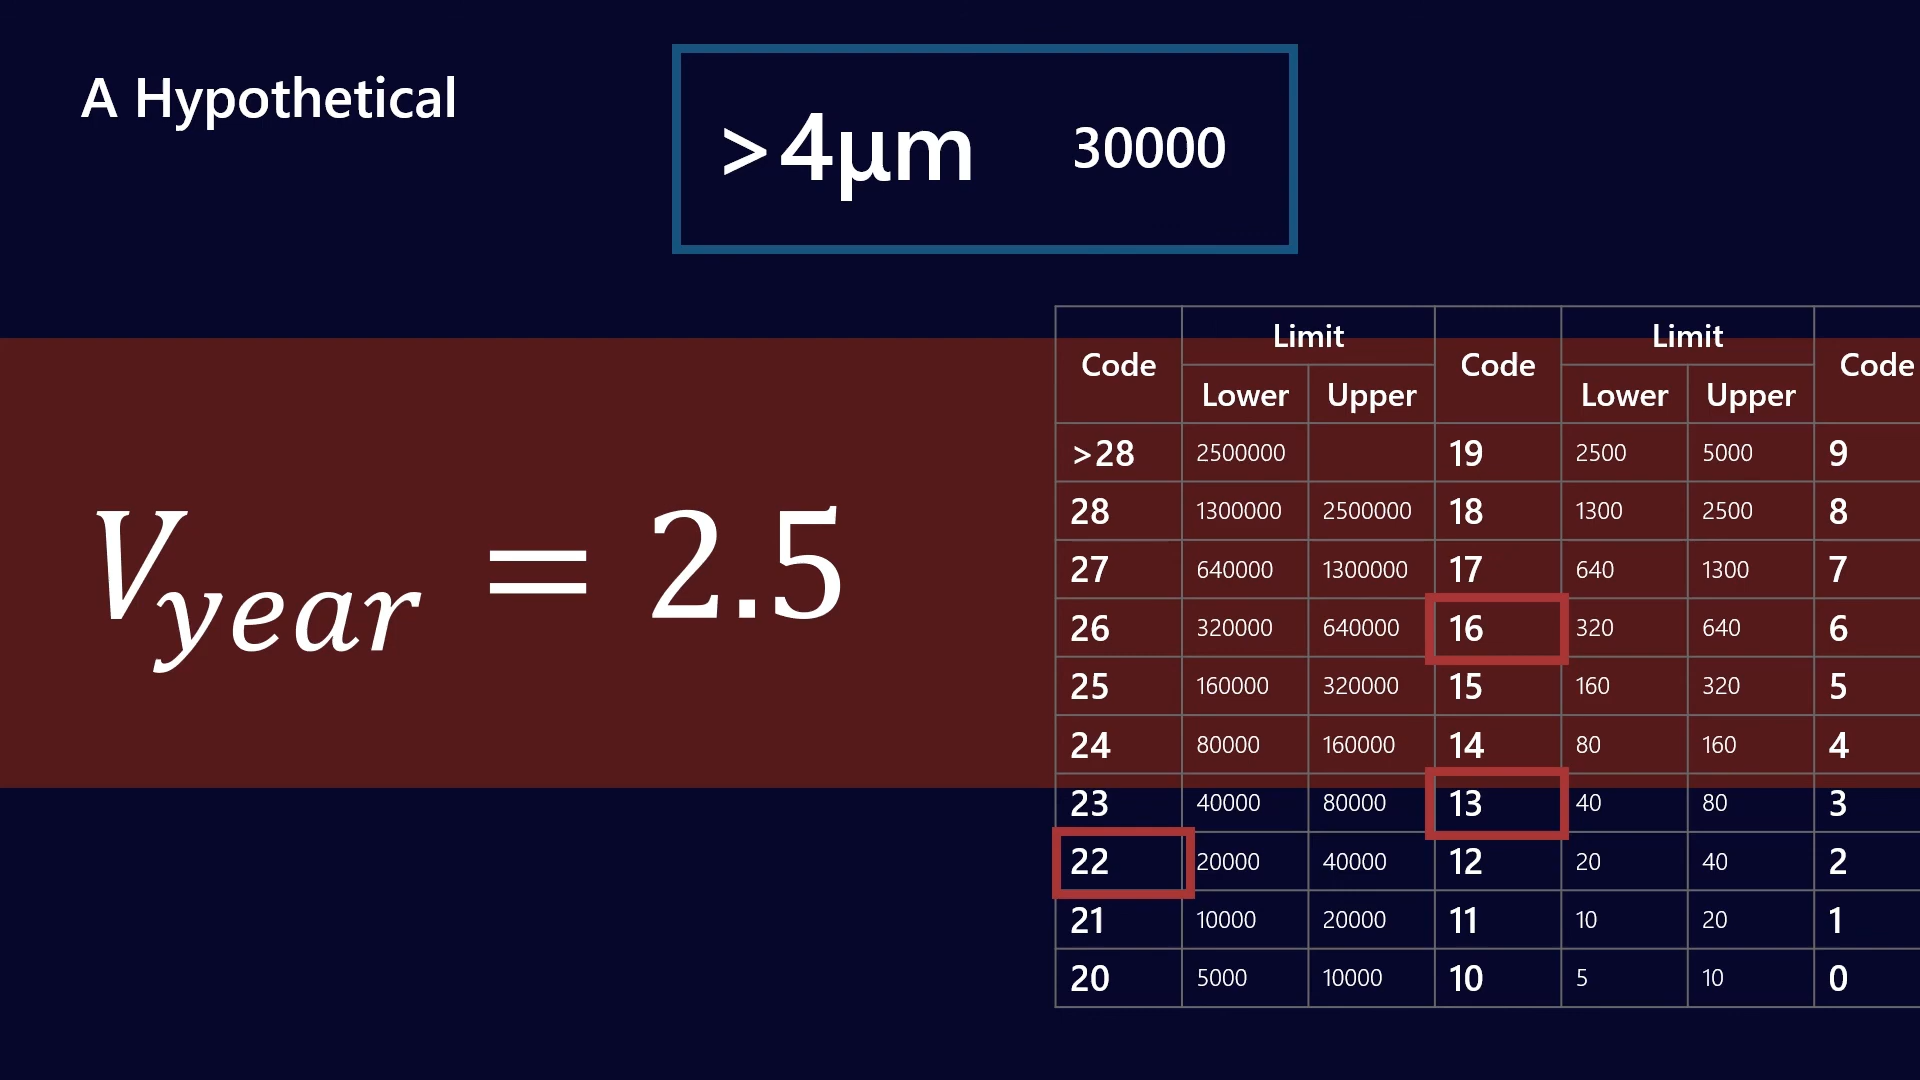 A Hypothetical
>4µm 30000
V_year = 2.5
Code Limit Code Limit Code
Lower Upper Lower Upper
>28 2500000 19 2500 5000 9
28 1300000 2500000 18 1300 2500 8
27 640000 1300000 17 640 1300 7
26 320000 640000 16 320 640 6
25 160000 320000 15 160 320 5
24 80000 160000 14 80 160 4
23 40000 80000 13 40 80 3
22 20000 40000 12 20 40 2
21 10000 20000 11 10 20 1
20 5000 10000 10 5 10 0